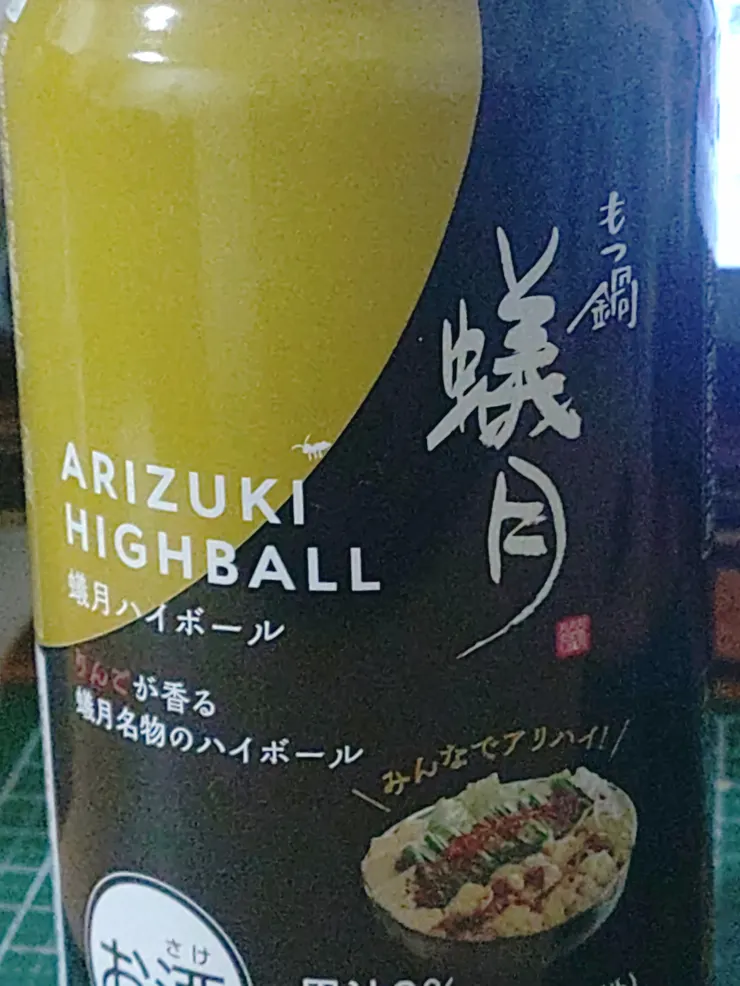 もつ鍋
蟻月
ARIZUKI
HIGHBALL
蟻月ハイボール
りんごが香る
蟻月名物のハイボール
みんなでアリハイ!
さけ
お酒